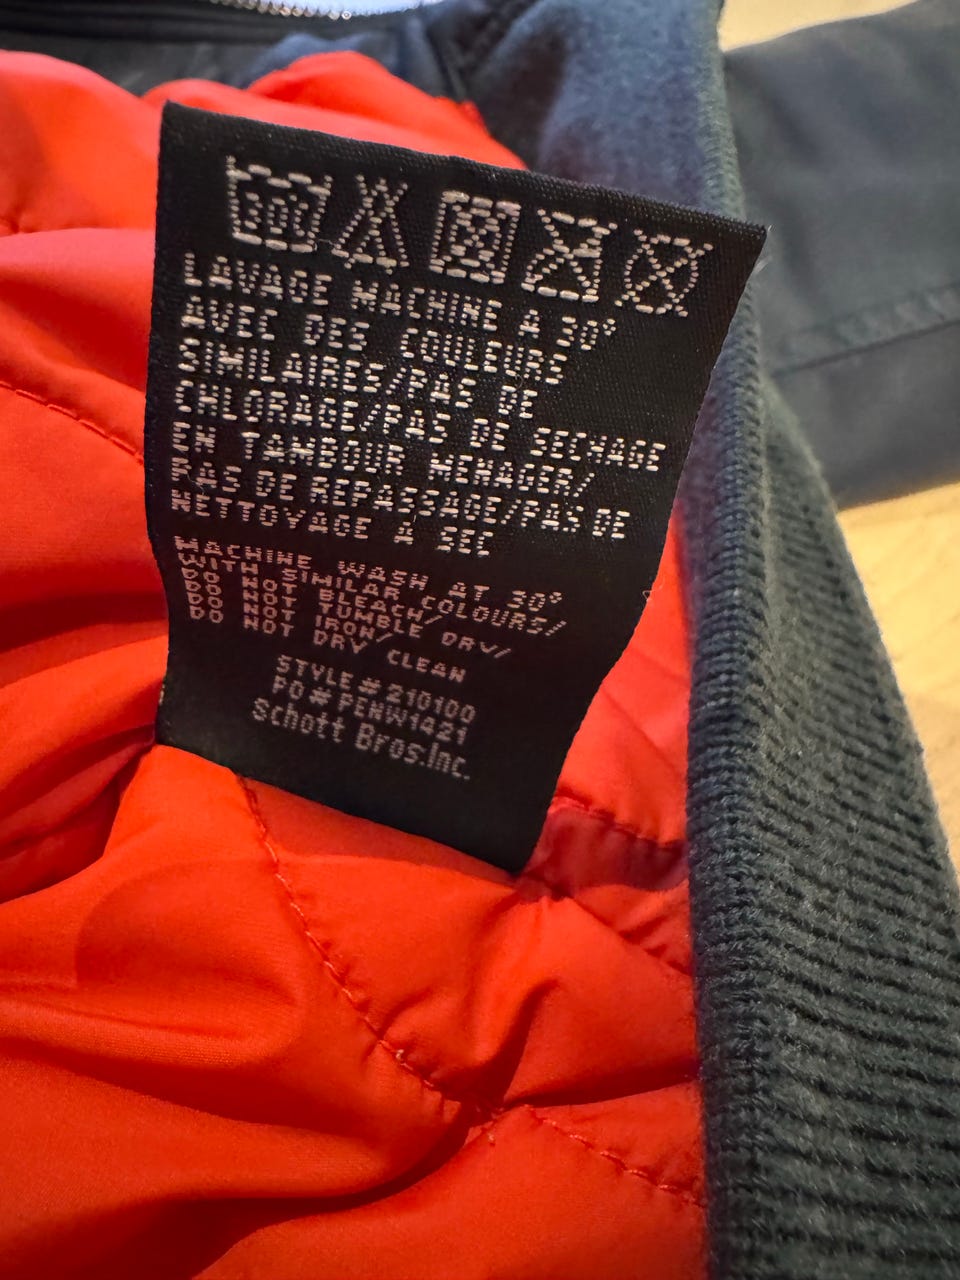 30°
LAVAGE MACHINE A 30°
AVEC DES COULEURS
SIMILAIRES/PAS DE
CHLORAGE/PAS DE SECHAGE
EN TAMBOUR MENAGER/
PAS DE REPASSAGE/PAS DE
NETTOYAGE A SEC
MACHINE WASH AT 30°
WITH SIMILAR COLOURS//
DO NOT BLEACH/
DO NOT TUMBLE DRY/
DO NOT IRON/
DO NOT DRY CLEAN
STYLE#210100
PO#PENW1421
Schott Bros.Inc.